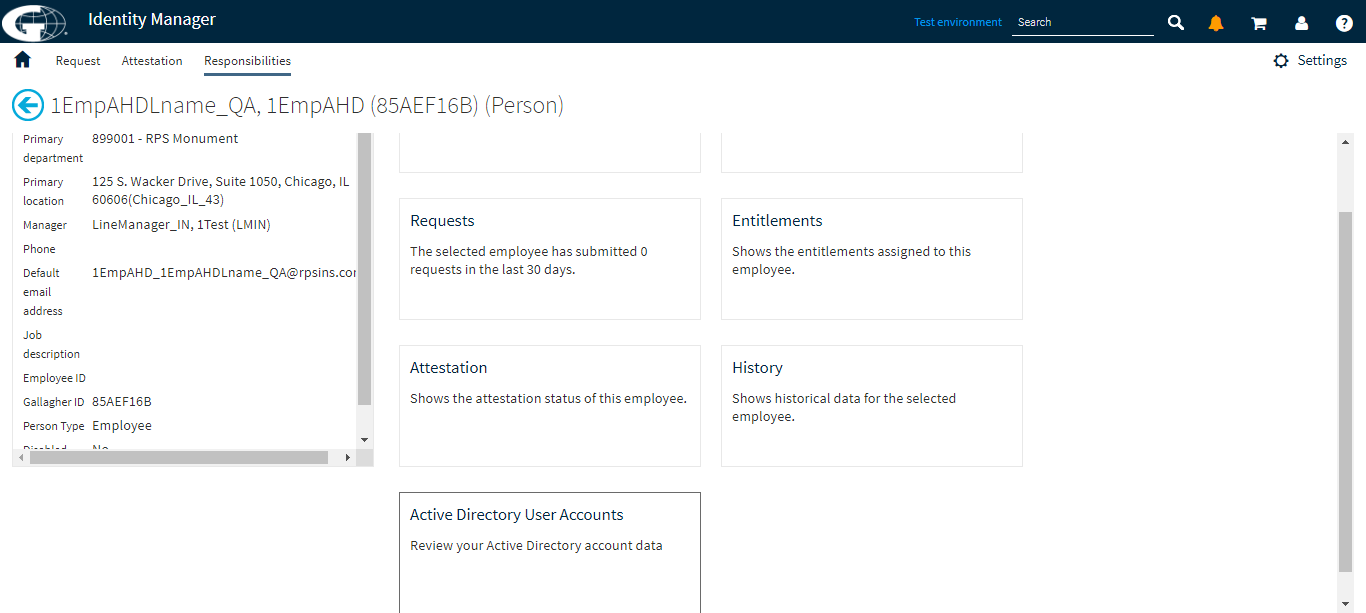 Identity Manager
Test environment
Search
Request
Attestation
Responsibilities
Settings
1EmpAHDLname_QA, 1EmpAHD (85AEF16B) (Person)
Primary department
899001 - RPS Monument
Primary location
125 S. Wacker Drive, Suite 1050, Chicago, IL
60606(Chicago_IL_43)
Manager
LineManager_IN, 1Test (LMIN)
Phone
Default email address
1EmpAHD_1EmpAHDLname_QA@rpsins.com
Job description
Employee ID
Gallagher ID
85AEF16B
Person Type
Employee
Disabled
No
Requests
The selected employee has submitted 0
requests in the last 30 days.
Entitlements
Shows the entitlements assigned to this
employee.
Attestation
Shows the attestation status of this employee.
History
Shows historical data for the selected
employee.
Active Directory User Accounts
Review your Active Directory account data